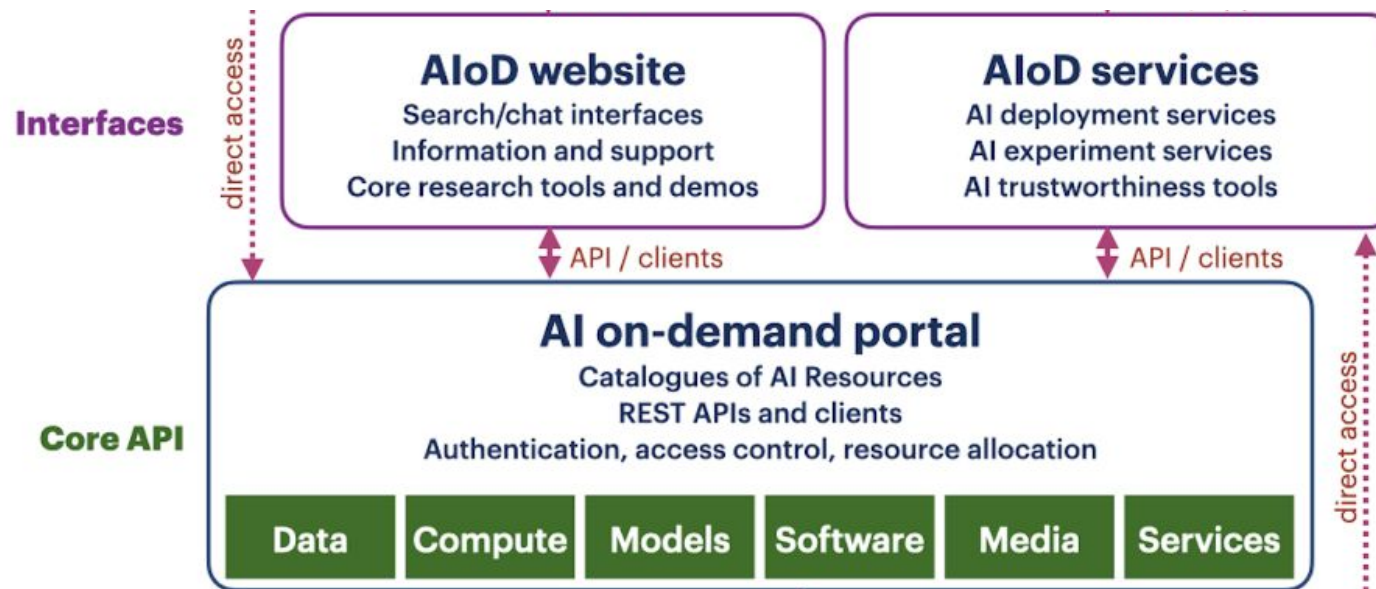 Interfaces
direct access
AIoD website
Search/chat interfaces
Information and support
Core research tools and demos
AIoD services
AI deployment services
AI experiment services
AI trustworthiness tools
API / clients
API / clients
Core API
AI on-demand portal
Catalogues of AI Resources
REST APIs and clients
Authentication, access control, resource allocation
Data
Compute
Models
Software
Media
Services
direct access